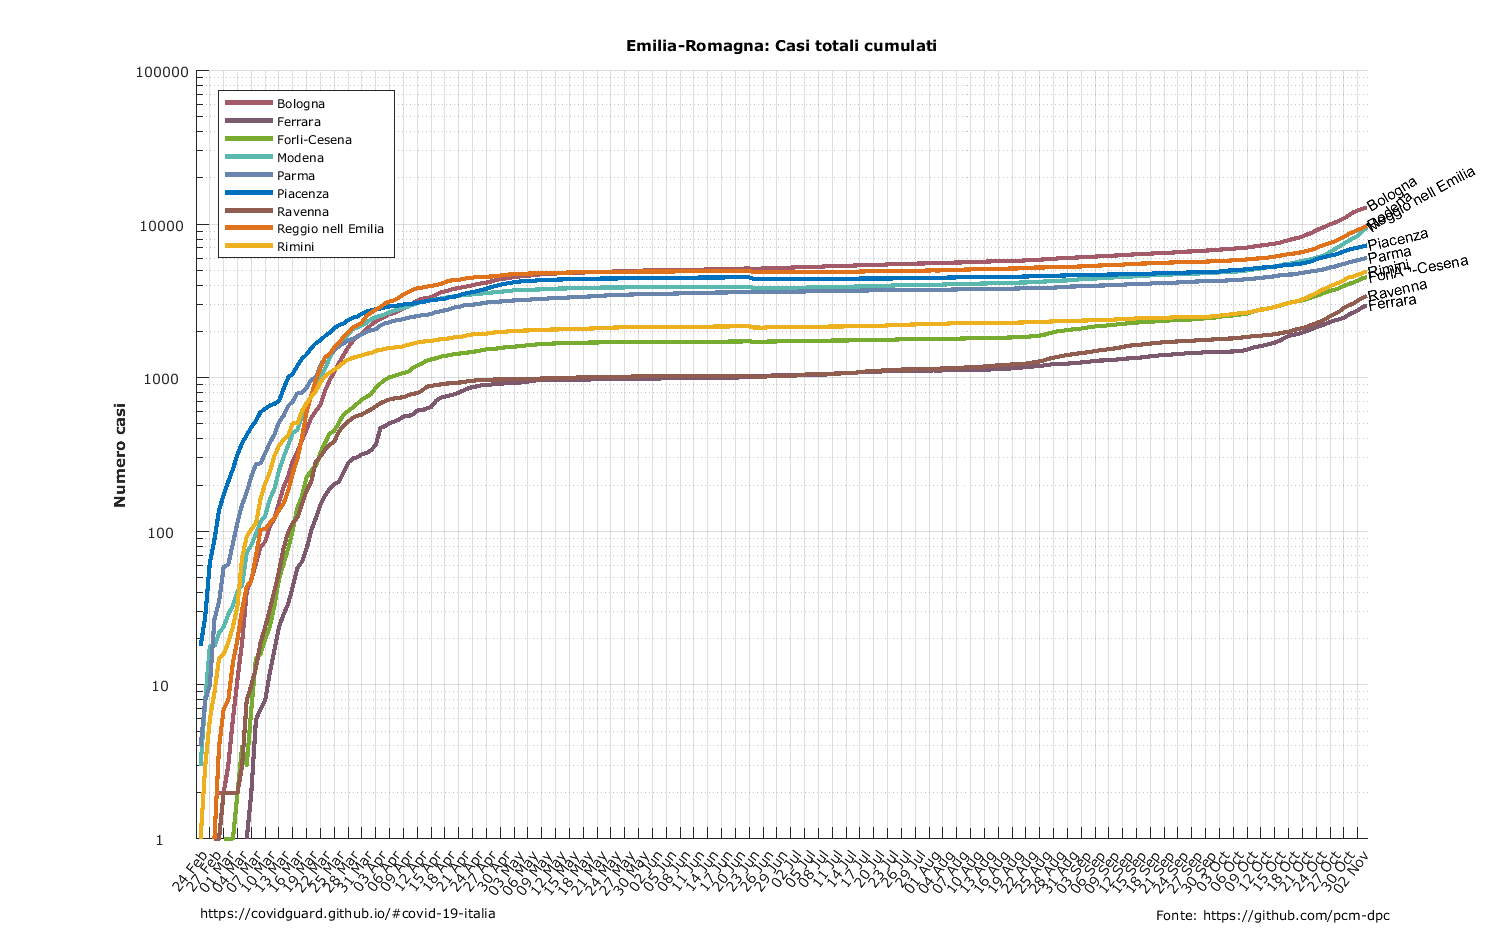 Emilia-Romagna: Casi totali cumulati
100000
10000
1000
100
10
1
Numero casi
Bologna
Ferrara
Forlì-Cesena
Modena
Parma
Piacenza
Ravenna
Reggio nell Emilia
Rimini
Bologna
Modena
Reggio nell Emilia
Piacenza
Parma
Rimini
Ravenna
Ferrara
24 Feb
27 Feb
01 Mar
04 Mar
07 Mar
10 Mar
13 Mar
16 Mar
19 Mar
22 Mar
25 Mar
28 Mar
31 Mar
03 Apr
06 Apr
09 Apr
12 Apr
15 Apr
18 Apr
21 Apr
24 Apr
27 Apr
30 Apr
03 May
06 May
09 May
12 May
15 May
18 May
21 May
24 May
27 May
30 May
02 Jun
05 Jun
08 Jun
11 Jun
14 Jun
17 Jun
20 Jun
23 Jun
26 Jun
29 Jun
02 Jul
05 Jul
08 Jul
11 Jul
14 Jul
17 Jul
20 Jul
23 Jul
26 Jul
29 Jul
01 Aug
04 Aug
07 Aug
10 Aug
13 Aug
16 Aug
19 Aug
22 Aug
25 Aug
28 Aug
31 Aug
03 Sep
06 Sep
09 Sep
12 Sep
15 Sep
18 Sep
21 Sep
24 Sep
27 Sep
30 Sep
03 Oct
06 Oct
09 Oct
12 Oct
15 Oct
18 Oct
21 Oct
24 Oct
27 Oct
30 Oct
02 Nov
https://covidguard.github.io/#covid-19-italia
Fonte: https://github.com/pcm-dpc